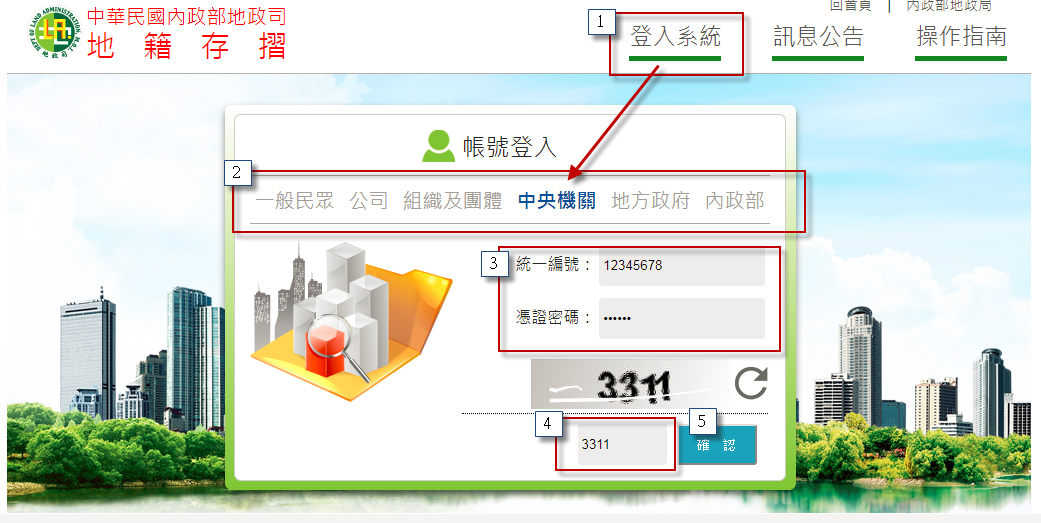 回首頁 | 內政部地政司
中華民國內政部地政司
地籍存摺
1
登入系統 訊息公告 操作指南
帳號登入
2
一般民眾 公司 組織及團體 中央機關 地方政府 內政部
3
統一編號： 12345678
憑證密碼： ••••••
3311
4
3311
5
確 認